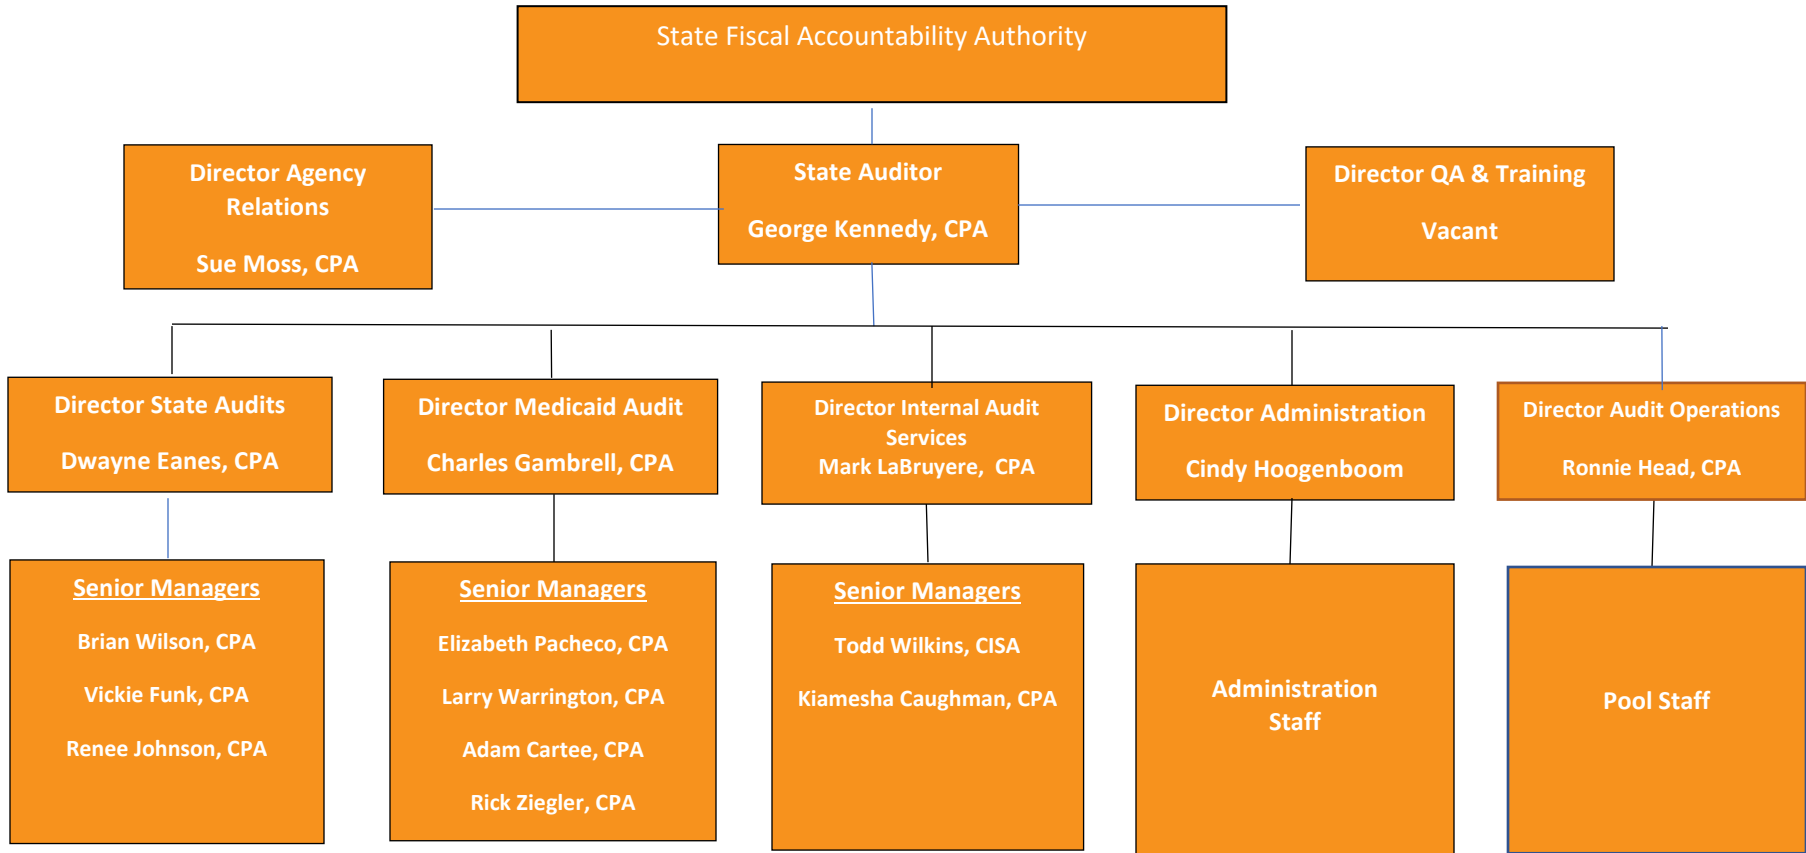 State Fiscal Accountability Authority
Director Agency
Relations
Sue Moss, CPA
State Auditor
George Kennedy, CPA
Director QA & Training
Vacant
Director State Audits
Dwayne Eanes, CPA
Director Medicaid Audit
Charles Gambrell, CPA
Director Internal Audit
Services
Mark LaBruyere, CPA
Director Administration
Cindy Hoogenboom
Director Audit Operations
Ronnie Head, CPA
Senior Managers
Brian Wilson, CPA
Vickie Funk, CPA
Renee Johnson, CPA
Senior Managers
Elizabeth Pacheco, CPA
Larry Warrington, CPA
Adam Cartee, CPA
Rick Ziegler, CPA
Senior Managers
Todd Wilkins, CISA
Kiamesha Caughman, CPA
Administration
Staff
Pool Staff